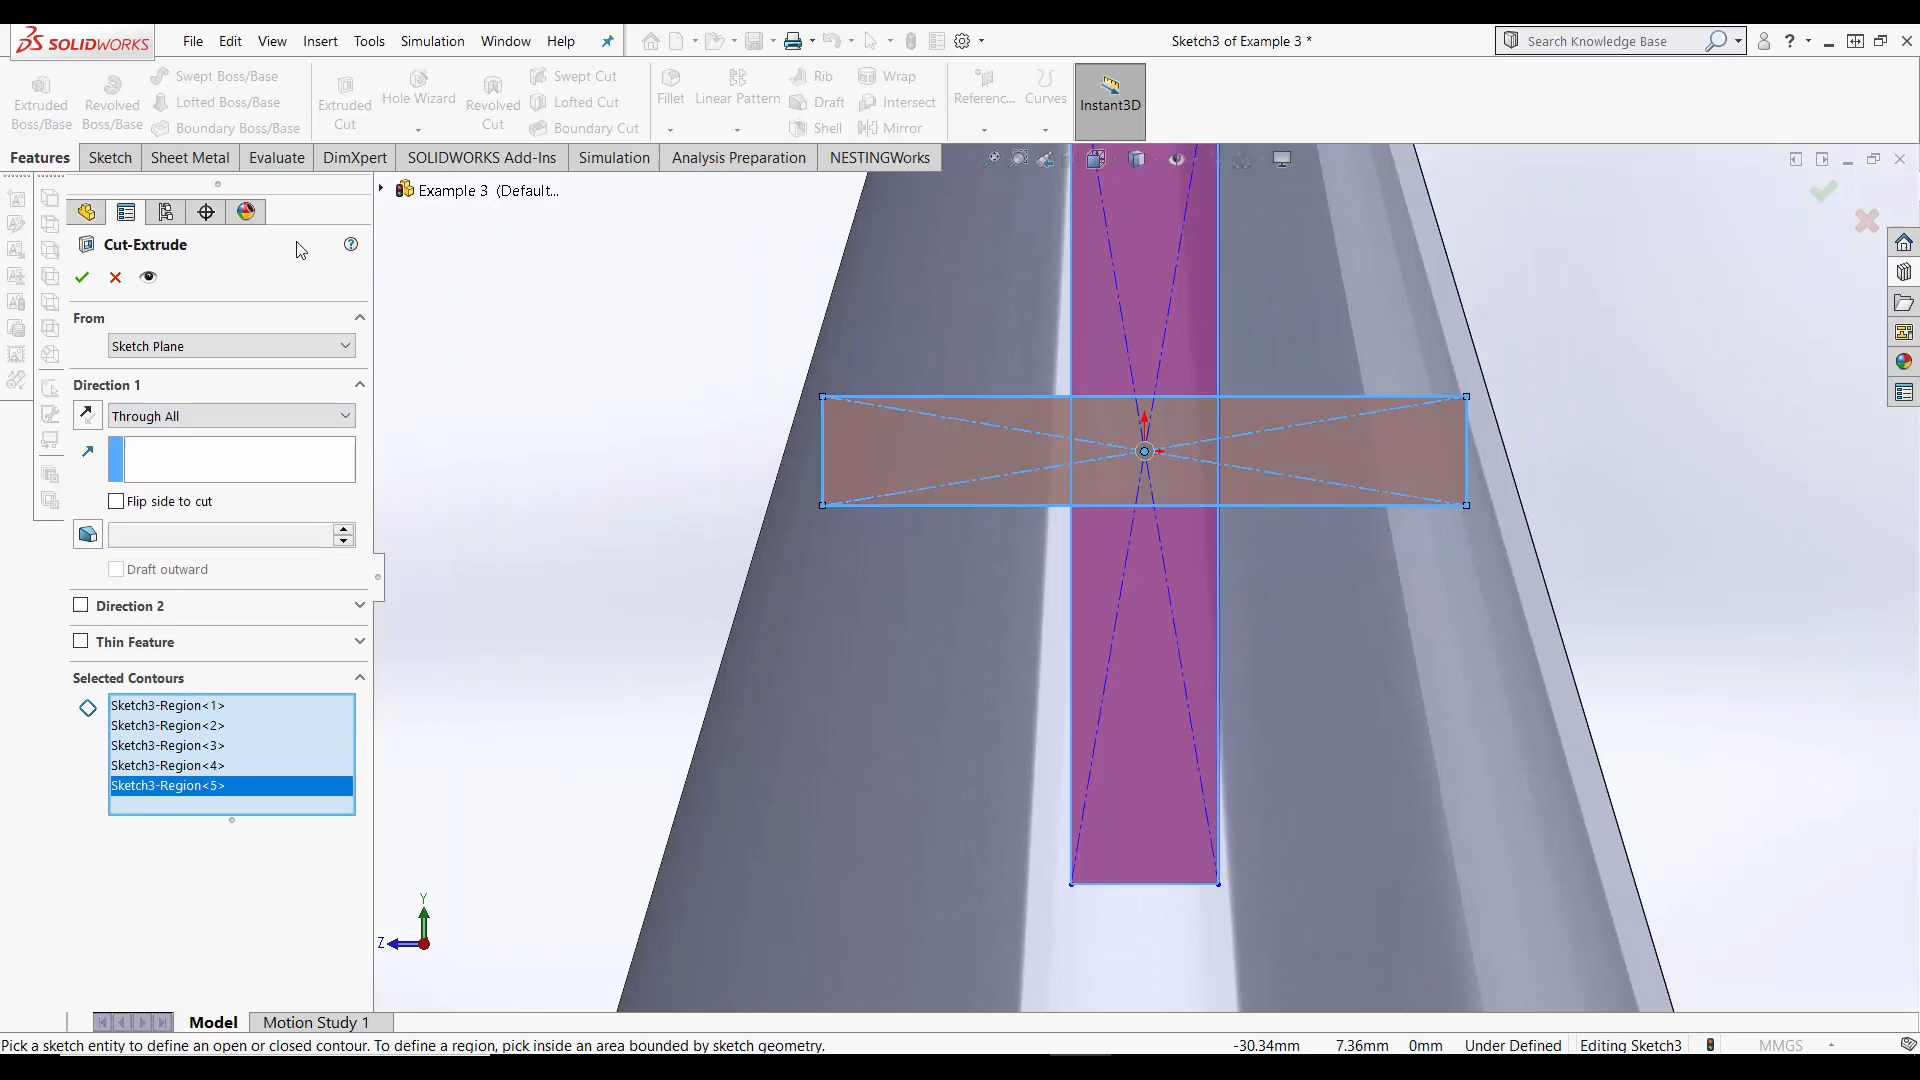 SOLIDWORKS File Edit View Insert Tools Simulation Window Help Sketch3 of Example 3 * Search Knowledge Base ?
Extruded Boss/Base
Revolved Boss/Base
Swept Boss/Base
Lofted Boss/Base
Boundary Boss/Base
Extruded Cut
Hole Wizard
Revolved Cut
Swept Cut
Lofted Cut
Boundary Cut
Fillet
Linear Pattern
Rib
Draft
Shell
Wrap
Intersect
Mirror
Referenc...
Curves
Instant3D
Features Sketch Sheet Metal Evaluate DimXpert SOLIDWORKS Add-Ins Simulation Analysis Preparation NESTINGWorks
Example 3 (Default...
Cut-Extrude
From
Sketch Plane
Direction 1
Through All
Flip side to cut
Draft outward
Direction 2
Thin Feature
Selected Contours
Sketch3-Region<1>
Sketch3-Region<2>
Sketch3-Region<3>
Sketch3-Region<4>
Sketch3-Region<5>
Y
Z
Model Motion Study 1
Pick a sketch entity to define an open or closed contour. To define a region, pick inside an area bounded by sketch geometry. -30.34mm 7.36mm 0mm Under Defined Editing Sketch3 MMGS